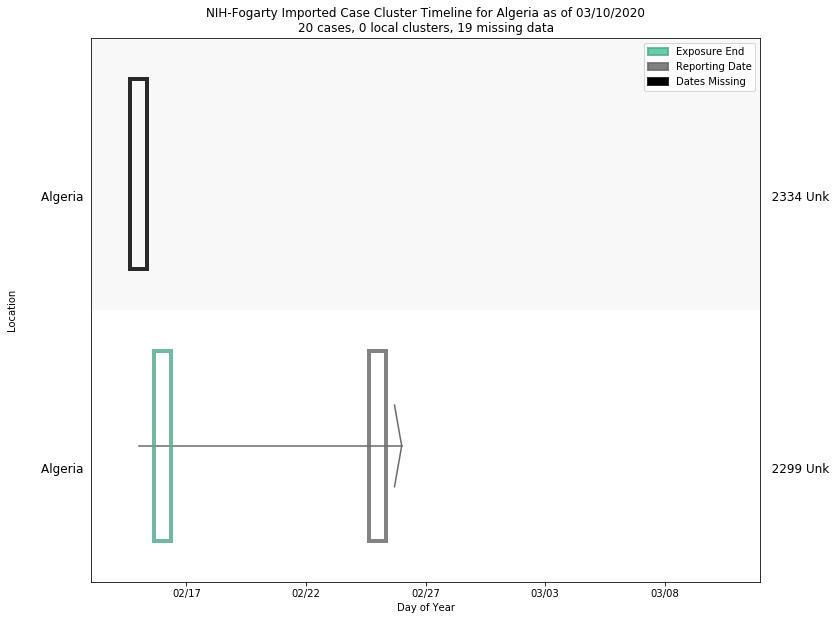 NIH-Fogarty Imported Case Cluster Timeline for Algeria as of 03/10/2020
20 cases, 0 local clusters, 19 missing data
Exposure End
Reporting Date
Dates Missing
Algeria
2334 Unk
Location
Algeria
2299 Unk
02/17
02/22
02/27
03/03
03/08
Day of Year